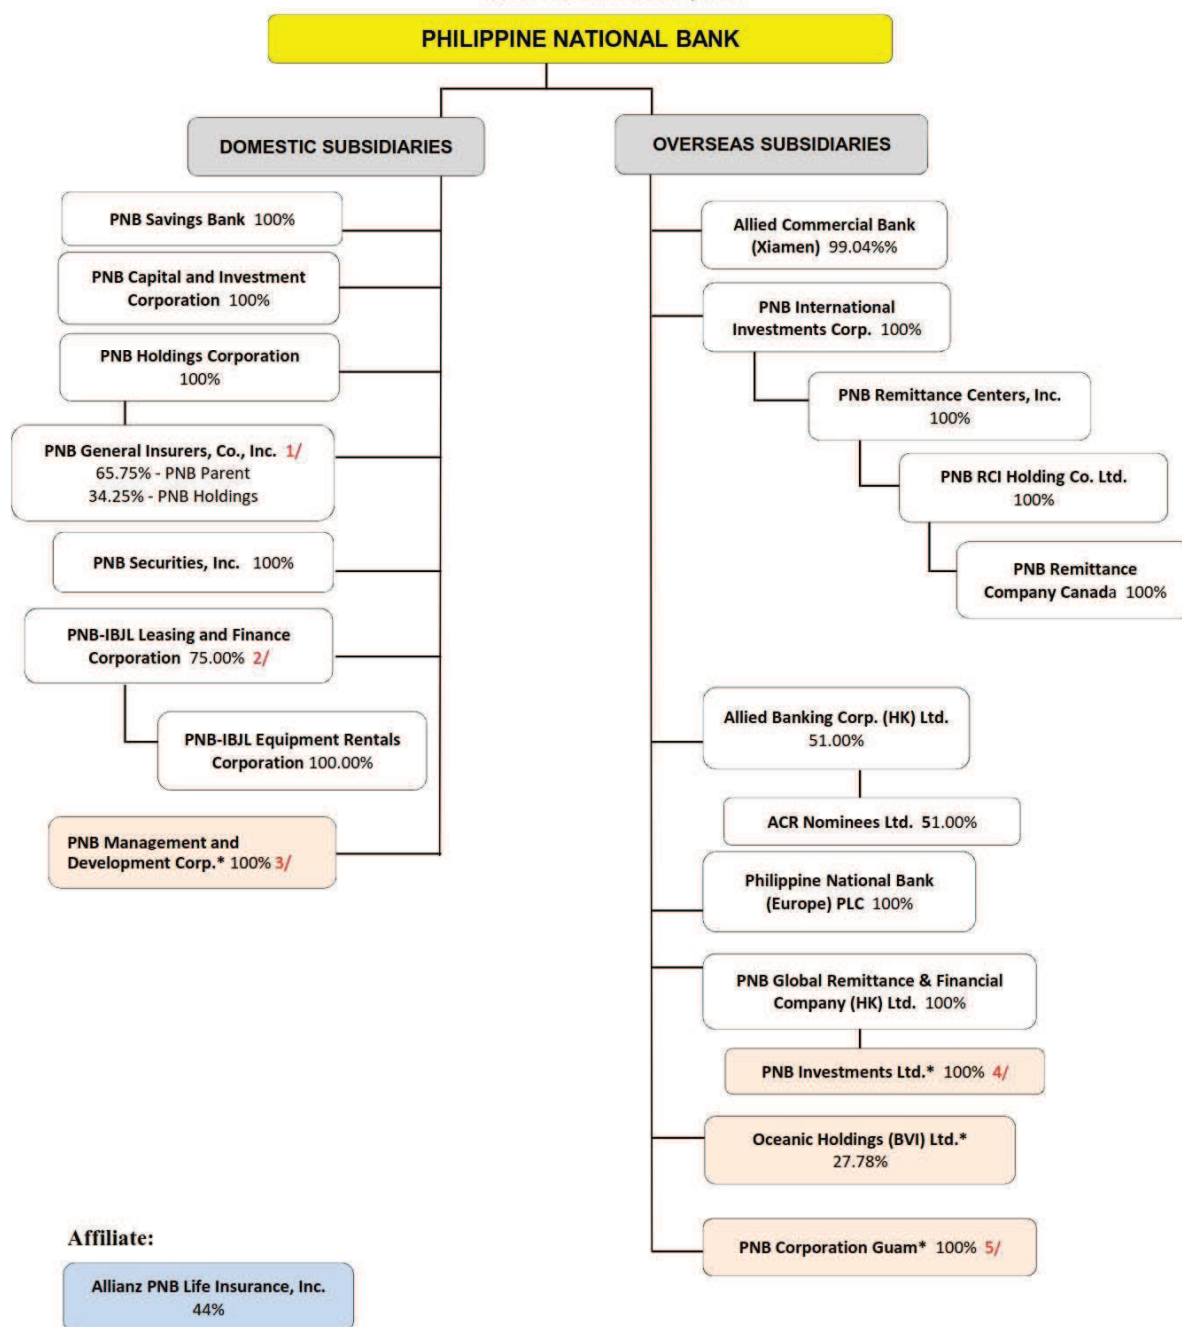 PHILIPPINE NATIONAL BANK
DOMESTIC SUBSIDIARIES
PNB Savings Bank 100%
PNB Capital and Investment
Corporation 100%
PNB Holdings Corporation
100%
PNB General Insurers, Co., Inc. 1/
65.75% - PNB Parent
34.25% - PNB Holdings
PNB Securities, Inc. 100%
PNB-IBJL Leasing and Finance
Corporation 75.00% 2/
PNB-IBJL Equipment Rentals
Corporation 100.00%
PNB Management and
Development Corp.* 100% 3/
OVERSEAS SUBSIDIARIES
Allied Commercial Bank
(Xiamen) 99.04%%
PNB International
Investments Corp. 100%
PNB Remittance Centers, Inc.
100%
PNB RCI Holding Co. Ltd.
100%
PNB Remittance
Company Canada 100%
Allied Banking Corp. (HK) Ltd.
51.00%
ACR Nominees Ltd. 51.00%
Philippine National Bank
(Europe) PLC 100%
PNB Global Remittance & Financial
Company (HK) Ltd. 100%
PNB Investments Ltd.* 100% 4/
Oceanic Holdings (BVI) Ltd.*
27.78%
PNB Corporation Guam* 100% 5/
Affiliate:
Allianz PNB Life Insurance, Inc.
44%